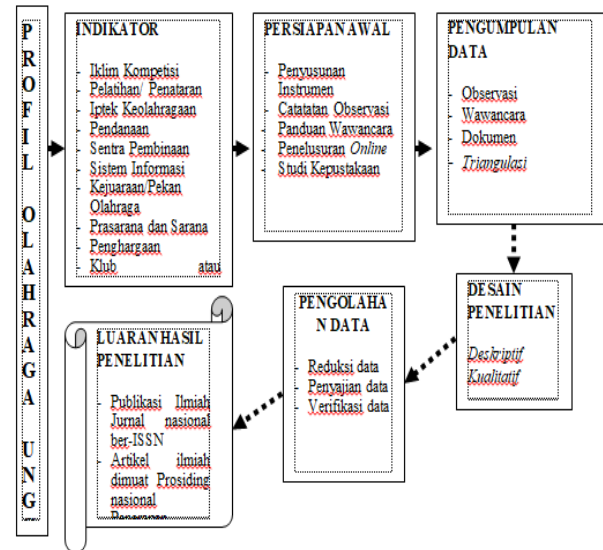 PROFIL OLAHRAGA UNG
INDIKATOR
- Iklim Kompetisi
- Pelatihan/ Penataran
- Iptek Keolahragaan
- Pendanaan
- Sentra Pembinaan
- Sistem Informasi
- Kejuaraan/Pekan
Olahraga
- Prasarana dan Sarana
- Penghargaan
- Klub atau
PERSIAPAN AWAL
- Penyusunan
Instrumen
- Catatatan Observasi
- Panduan Wawancara
- Penelusuran Online
- Studi Kepustakaan
PENGUMPULAN
DATA
- Observasi
- Wawancara
- Dokumen
- Triangulasi
DESAIN
PENELITIAN
Deskriptif
Kualitatif
PENGOLAHA
N DATA
- Reduksi data
- Penyajian data
- Verifikasi data
LUARAN HASIL
PENELITIAN
- Publikasi Ilmiah
Jurnal nasional
ber-ISSN
- Artikel ilmiah
dimuat Prosiding
nasional